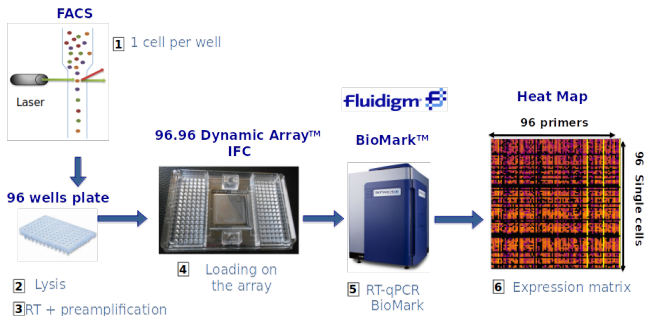 FACS
1 1 cell per well
Laser
96 wells plate
2 Lysis
3 RT + preamplification
96.96 Dynamic Array™
IFC
4 Loading on
the array
Fluidigm
BioMark™
5 RT-qPCR
BioMark
Heat Map
96 primers
96 Single cells
6 Expression matrix